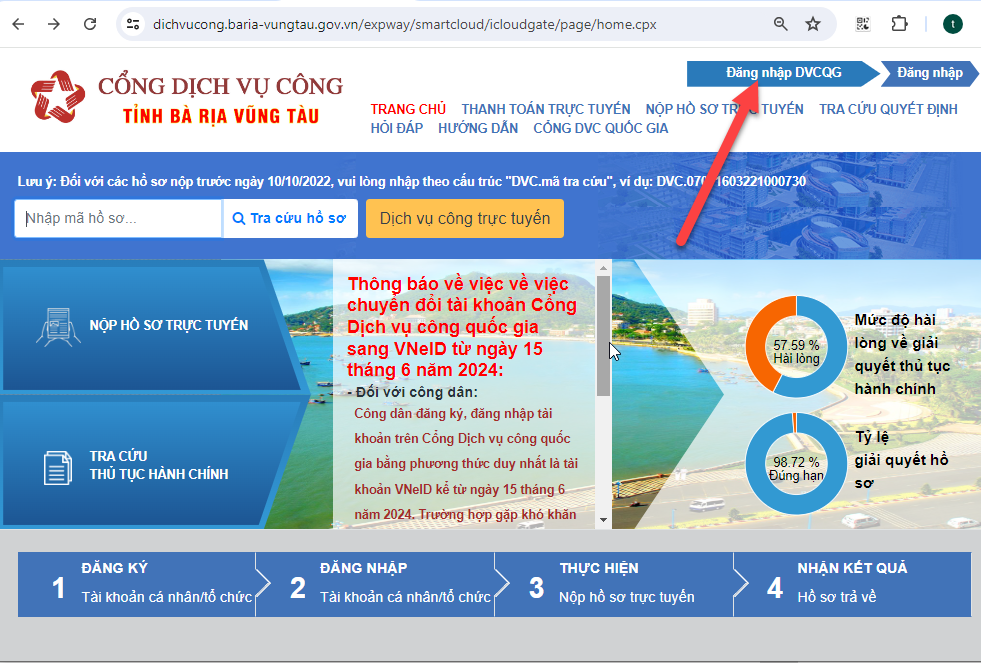 dichvucong.baria-vungtau.gov.vn/expway/smartcloud/icloudgate/page/home.cpx
t
CỔNG DỊCH VỤ CÔNG
TỈNH BÀ RỊA VŨNG TÀU
Đăng nhập DVCQG
Đăng nhập
TRANG CHỦ THANH TOÁN TRỰC TUYẾN NỘP HỒ SƠ TUYẾN TRA CỨU QUYẾT ĐỊNH
HỎI ĐÁP HƯỚNG DẪN CỔNG DVC QUỐC GIA
Lưu ý: Đối với các hồ sơ nộp trước ngày 10/10/2022, vui lòng nhập theo cấu trúc "DVC.mã tra cứu", ví dụ:
Nhập mã hồ sơ...
Tra cứu hồ sơ
Dịch vụ công trực tuyến
NỘP HỒ SƠ TRỰC TUYẾN
TRA CỨU
THỦ TỤC HÀNH CHÍNH
Thông báo về việc về việc
chuyển đổi tài khoản Cổng
Dịch vụ công quốc gia
sang VNeID từ ngày 15
tháng 6 năm 2024:
- Đối với công dân:
Công dân đăng ký, đăng nhập tài
khoản trên Cổng Dịch vụ công quốc
gia bằng phương thức duy nhất là tài
khoản VNeID kể từ ngày 15 tháng 6
năm 2024. Trường hợp gặp khó khăn
57.59 %
Hài lòng
Mức độ hài
lòng về giải
quyết thủ tục
hành chính
98.72 %
Đúng hạn
Tỷ lệ
giải quyết hồ
sơ
1
ĐĂNG KÝ
Tài khoản cá nhân/tổ chức
2
ĐĂNG NHẬP
Tài khoản cá nhân/tổ chức
3
THỰC HIỆN
Nộp hồ sơ trực tuyến
4
NHẬN KẾT QUẢ
Hồ sơ trả về